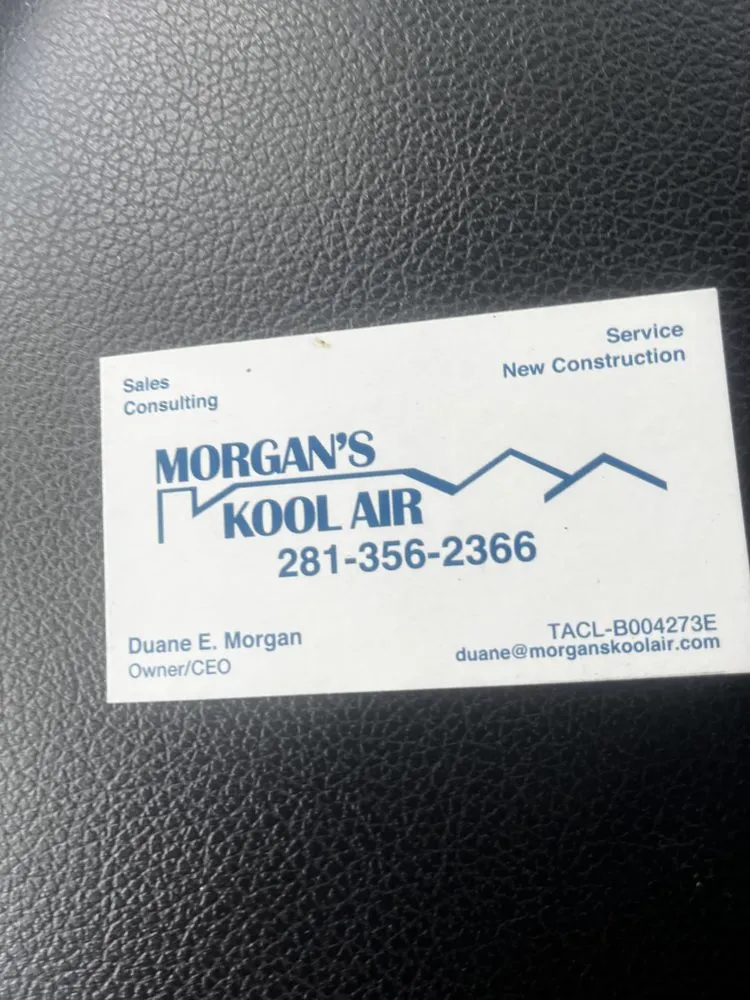 Sales
Consulting
Service
New Construction
MORGAN'S
KOOL AIR
281-356-2366
Duane E. Morgan
Owner/CEO
TACL-B004273E
duane@morganskoolair.com